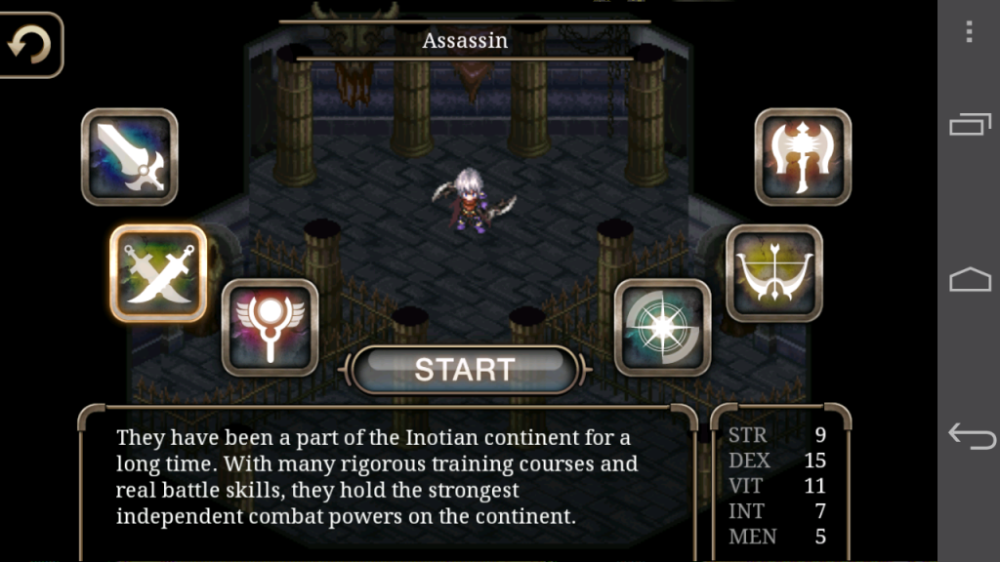 Assassin
START
They have been a part of the Inotian continent for a
long time. With many rigorous training courses and
real battle skills, they hold the strongest
independent combat powers on the continent.
STR 9
DEX 15
VIT 11
INT 7
MEN 5